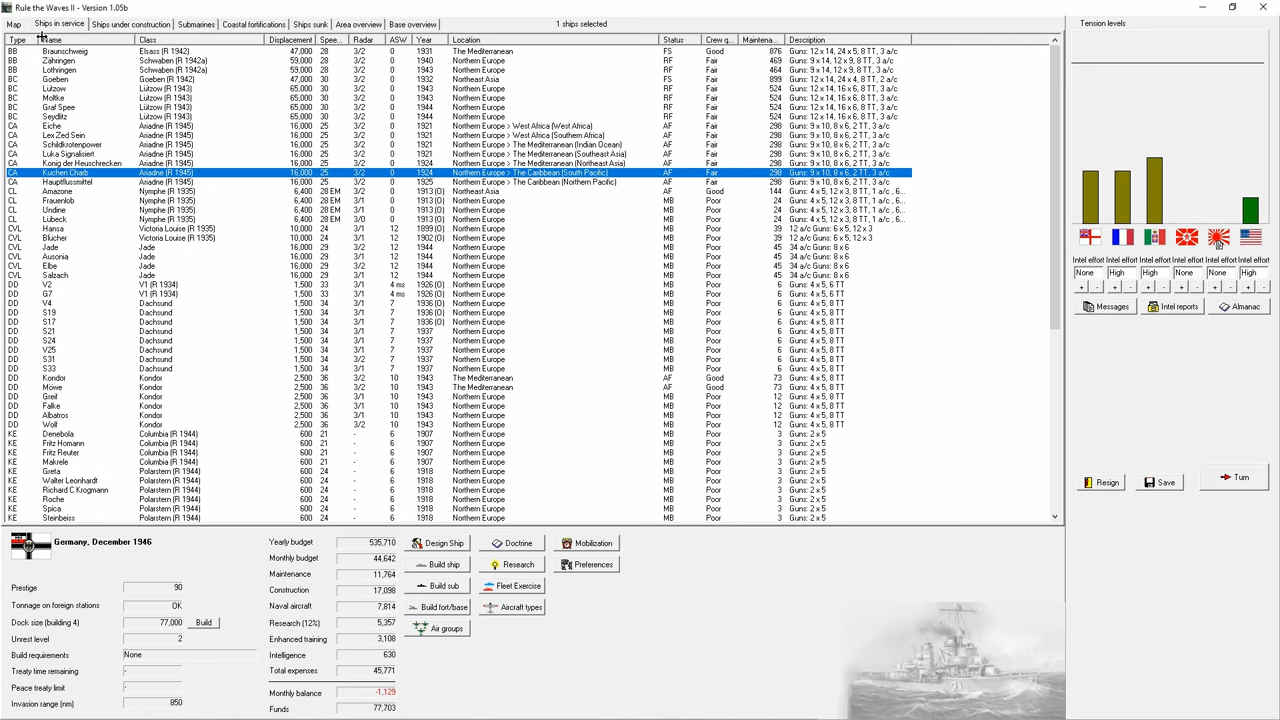 Rule the Waves II - Version 1.05b
Map Ships in service Ships under construction Submarines Coastal fortifications Ships sunk Area overview Base overview 1 ships selected
Type Name Class Displacement Spee... Radar ASW Year Location Status Crew q... Maintena... Description
BB Braunschweig Elsass (R 1942) 47,000 28 3/2 0 1931 The Mediterranean FS Good 876 Guns: 12 x 14, 24 x 5, 8 TT, 3 a/c
BB Zähringen Schwaben (R 1942a) 59,000 28 3/2 0 1940 Northern Europe RF Fair 469 Guns: 9 x 14, 12 x 9, 8 TT, 3 a/c
BB Lothringen Schwaben (R 1942a) 59,000 28 3/2 0 1940 Northern Europe RF Fair 464 Guns: 9 x 14, 12 x 9, 8 TT, 3 a/c
BC Goeben Goeben (R 1942) 47,000 30 3/2 0 1932 Northeast Asia FS Good 899 Guns: 12 x 14, 24 x 5, 8 TT, 2 a/c
BC Lützow Lützow (R 1943) 65,000 30 3/2 0 1943 Northern Europe RF Fair 524 Guns: 12 x 14, 16 x 6, 8 TT, 3 a/c
BC Moltke Lützow (R 1943) 65,000 30 3/2 0 1943 Northern Europe RF Fair 524 Guns: 12 x 14, 16 x 6, 8 TT, 3 a/c
BC Graf Spee Lützow (R 1943) 65,000 30 3/2 0 1944 Northern Europe RF Fair 524 Guns: 12 x 14, 16 x 6, 8 TT, 3 a/c
BC Seydlitz Lützow (R 1943) 65,000 30 3/2 0 1944 Northern Europe RF Fair 524 Guns: 12 x 14, 16 x 6, 8 TT, 3 a/c
CA Eiche Ariadne (R 1945) 16,000 25 3/2 0 1921 Northern Europe > West Africa (West Africa) AF Fair 298 Guns: 9 x 10, 8 x 6, 2 TT, 3 a/c
CA Lex Zed Sein Ariadne (R 1945) 16,000 25 3/2 0 1921 Northern Europe > West Africa (Southern Africa) AF Fair 298 Guns: 9 x 10, 8 x 6, 2 TT, 3 a/c
CA Schildkrotenpower Ariadne (R 1945) 16,000 25 3/2 0 1921 Northern Europe > The Mediterranean (Indian Ocean) AF Fair 298 Guns: 9 x 10, 8 x 6, 2 TT, 3 a/c
CA Luka Signalisiert Ariadne (R 1945) 16,000 25 3/2 0 1921 Northern Europe > The Mediterranean (Southeast Asia) AF Fair 298 Guns: 9 x 10, 8 x 6, 2 TT, 3 a/c
CA Konig der Heuschrecken Ariadne (R 1945) 16,000 25 3/2 0 1924 Northern Europe > The Mediterranean (Northeast Asia) AF Fair 298 Guns: 9 x 10, 8 x 6, 2 TT, 3 a/c
CA Kuchen Charb Ariadne (R 1945) 16,000 25 3/2 0 1924 Northern Europe > The Caribbean (South Pacific) AF Fair 298 Guns: 9 x 10, 8 x 6, 2 TT, 3 a/c
CA Hauptflussmittel Ariadne (R 1945) 16,000 25 3/2 0 1925 Northern Europe > The Caribbean (Northern Pacific) AF Fair 298 Guns: 9 x 10, 8 x 6, 2 TT, 3 a/c
CL Amazone Nymphe (R 1935) 6,400 28 EM 3/2 0 1913 (O) Northeast Asia AF Good 144 Guns: 4 x 5, 12 x 3, 8 TT, 1 a/c , 6...
CL Frauenlob Nymphe (R 1935) 6,400 28 EM 3/2 0 1913 (O) Northern Europe MB Poor 24 Guns: 4 x 5, 12 x 3, 8 TT, 1 a/c , 6...
CL Undine Nymphe (R 1935) 6,400 28 EM 3/2 0 1913 (O) Northern Europe MB Poor 24 Guns: 4 x 5, 12 x 3, 8 TT, 1 a/c , 6...
CL Lübeck Nymphe (R 1935) 6,400 28 EM 3/0 0 1913 (O) Northern Europe MB Poor 24 Guns: 4 x 5, 12 x 3, 8 TT, 1 a/c , 6...
CVL Hansa Victoria Louise (R 1935) 10,000 24 3/1 12 1899 (O) Northern Europe MB Poor 39 12 a/c Guns: 6 x 5, 12 x 3
CVL Blücher Victoria Louise (R 1935) 10,000 24 3/1 12 1902 (O) Northern Europe MB Poor 39 12 a/c Guns: 6 x 5, 12 x 3
CVL Jade Jade 10,000 29 3/2 12 1944 Northern Europe MB Poor 45 34 a/c Guns: 8 x 6
CVL Ausonia Jade 10,000 29 3/1 12 1944 Northern Europe MB Poor 45 34 a/c Guns: 8 x 6
CVL Elbe Jade 10,000 29 3/2 12 1944 Northern Europe MB Poor 45 34 a/c Guns: 8 x 6
CVL Salzach Jade 10,000 29 3/1 12 1944 Northern Europe MB Poor 45 34 a/c Guns: 8 x 6
DD V2 V1 (R 1934) 1,500 33 3/1 4 ms 1926 (O) Northern Europe MB Poor 6 Guns: 4 x 5, 6 TT
DD G7 V1 (R 1934) 1,500 33 3/1 4 ms 1926 (O) Northern Europe MB Poor 6 Guns: 4 x 5, 6 TT
DD V4 Dachsund 1,500 34 3/1 7 1936 (O) Northern Europe MB Poor 6 Guns: 4 x 5, 8 TT
DD S19 Dachsund 1,500 34 3/1 7 1936 (O) Northern Europe MB Poor 6 Guns: 4 x 5, 8 TT
DD S17 Dachsund 1,500 34 3/2 7 1936 (O) Northern Europe MB Poor 6 Guns: 4 x 5, 8 TT
DD S21 Dachsund 1,500 34 3/1 7 1937 Northern Europe MB Poor 6 Guns: 4 x 5, 8 TT
DD S24 Dachsund 1,500 34 3/1 7 1937 Northern Europe MB Poor 6 Guns: 4 x 5, 8 TT
DD V25 Dachsund 1,500 34 3/1 7 1937 Northern Europe MB Poor 6 Guns: 4 x 5, 8 TT
DD S31 Dachsund 1,500 34 3/2 7 1937 Northern Europe MB Poor 6 Guns: 4 x 5, 8 TT
DD S33 Dachsund 1,500 34 3/1 7 1937 Northern Europe MB Poor 6 Guns: 4 x 5, 8 TT
DD Kondor Kondor 2,500 36 3/2 10 1943 The Mediterranean AF Good 73 Guns: 4 x 5, 8 TT
DD Möwe Kondor 2,500 36 3/2 10 1943 The Mediterranean AF Good 73 Guns: 4 x 5, 8 TT
DD Greif Kondor 2,500 36 3/1 10 1943 Northern Europe MB Poor 12 Guns: 4 x 5, 8 TT
DD Falke Kondor 2,500 36 3/1 10 1943 Northern Europe MB Poor 12 Guns: 4 x 5, 8 TT
DD Albatros Kondor 2,500 36 3/1 10 1943 Northern Europe MB Poor 12 Guns: 4 x 5, 8 TT
DD Wolf Kondor 2,500 36 3/2 10 1943 Northern Europe MB Poor 12 Guns: 4 x 5, 8 TT
KE Denebola Columbia (R 1944) 600 21 - 6 1907 Northern Europe MB Poor 3 Guns: 2 x 5
KE Fritz Homann Columbia (R 1944) 600 21 - 6 1907 Northern Europe MB Poor 3 Guns: 2 x 5
KE Fritz Reuter Columbia (R 1944) 600 21 - 6 1907 Northern Europe MB Poor 3 Guns: 2 x 5
KE Makrele Columbia (R 1944) 600 21 - 6 1907 Northern Europe MB Poor 3 Guns: 2 x 5
KE Greta Polarstern (R 1944) 600 24 - 6 1918 Northern Europe MB Poor 3 Guns: 2 x 5
KE Walter Leonhardt Polarstern (R 1944) 600 24 - 6 1918 Northern Europe MB Poor 3 Guns: 2 x 5
KE Richard C Krogmann Polarstern (R 1944) 600 24 - 6 1918 Northern Europe MB Poor 3 Guns: 2 x 5
KE Roche Polarstern (R 1944) 600 24 - 6 1918 Northern Europe MB Poor 3 Guns: 2 x 5
KE Spica Polarstern (R 1944) 600 24 - 6 1918 Northern Europe MB Poor 3 Guns: 2 x 5
KE Steinbeiss Polarstern (R 1944) 600 24 - 6 1918 Northern Europe MB Poor 3 Guns: 2 x 5
Tension levels
Intel effort Intel effort Intel effort Intel effort Intel effort Intel effort
None High High None None High
+ - + - + - + - + - + -
Messages Intel reports Almanac
Resign Save Turn
Germany, December 1946
Prestige 90
Tonnage on foreign stations OK
Dock size (building 4) 77,000 Build
Unrest level 2
Build requirements None
Treaty time remaining -
Peace treaty limit -
Invasion range (nm) 850
Yearly budget 535,710
Monthly budget 44,642
Maintenance 11,764
Construction 17,098
Naval aircraft 7,814
Research (12%) 5,357
Enhanced training 3,108
Intelligence 630
Total expenses 45,771
Monthly balance -1,129
Funds 77,703
Design Ship Doctrine Mobilization
Build ship Research Preferences
Build sub Fleet Exercise
Build fort/base Aircraft types
Air groups